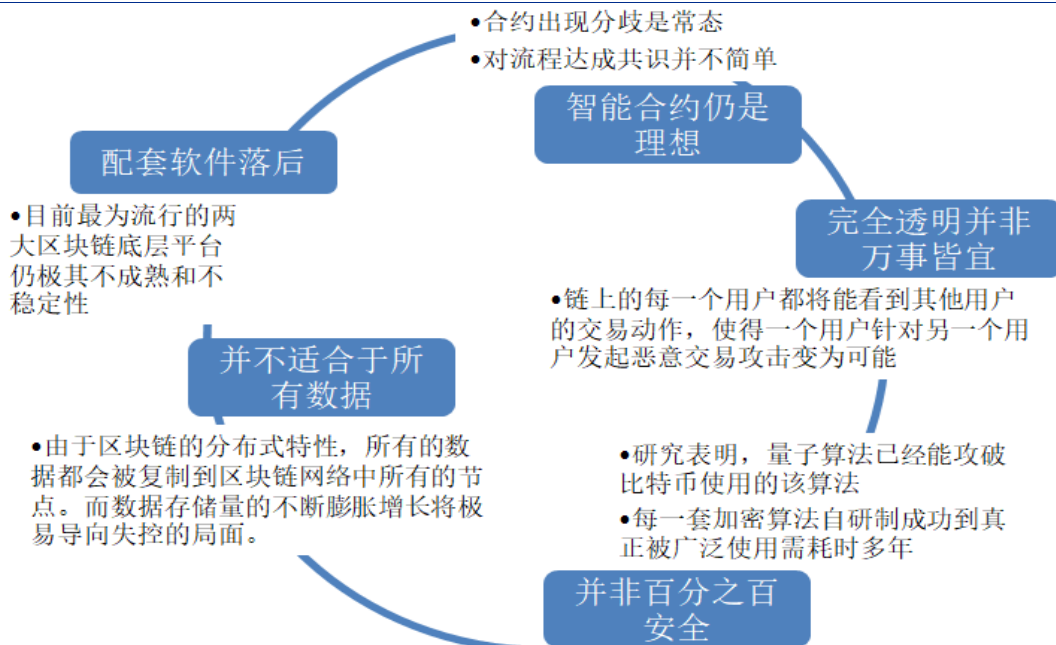 •合约出现分歧是常态
•对流程达成共识并不简单
智能合约仍是
理想
完全透明并非
万事皆宜
•链上的每一个用户都将能看到其他用户
的交易动作，使得一个用户针对另一个用
户发起恶意交易攻击变为可能
•研究表明，量子算法已经能攻破
比特币使用的该算法
•每一套加密算法自研制成功到真
正被广泛使用需耗时多年
并非百分之百
安全
并不适合于所
有数据
•由于区块链的分布式特性，所有的数
据都会被复制到区块链网络中所有的节
点。而数据存储量的不断膨胀增长将极
易导向失控的局面。
配套软件落后
•目前最为流行的两
大区块链底层平台
仍极其不成熟和不
稳定性